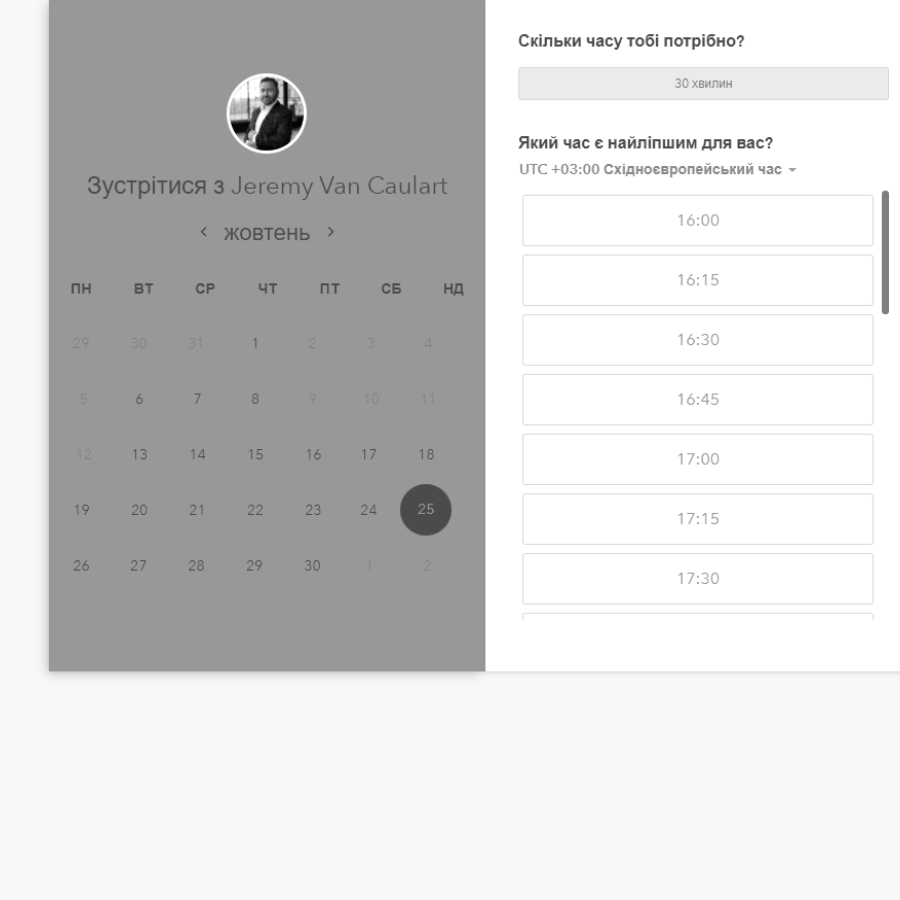 Зустрітися з Jeremy Van Caulart
‹ жовтень ›
ПН ВТ СР ЧТ ПТ СБ НД
29 30 31 1 2 3 4
5 6 7 8 9 10 11
12 13 14 15 16 17 18
19 20 21 22 23 24 25
26 27 28 29 30 1 2
Скільки часу тобі потрібно?
30 хвилин
Який час є найліпшим для вас?
UTC +03:00 Східноєвропейський час
16:00
16:15
16:30
16:45
17:00
17:15
17:30